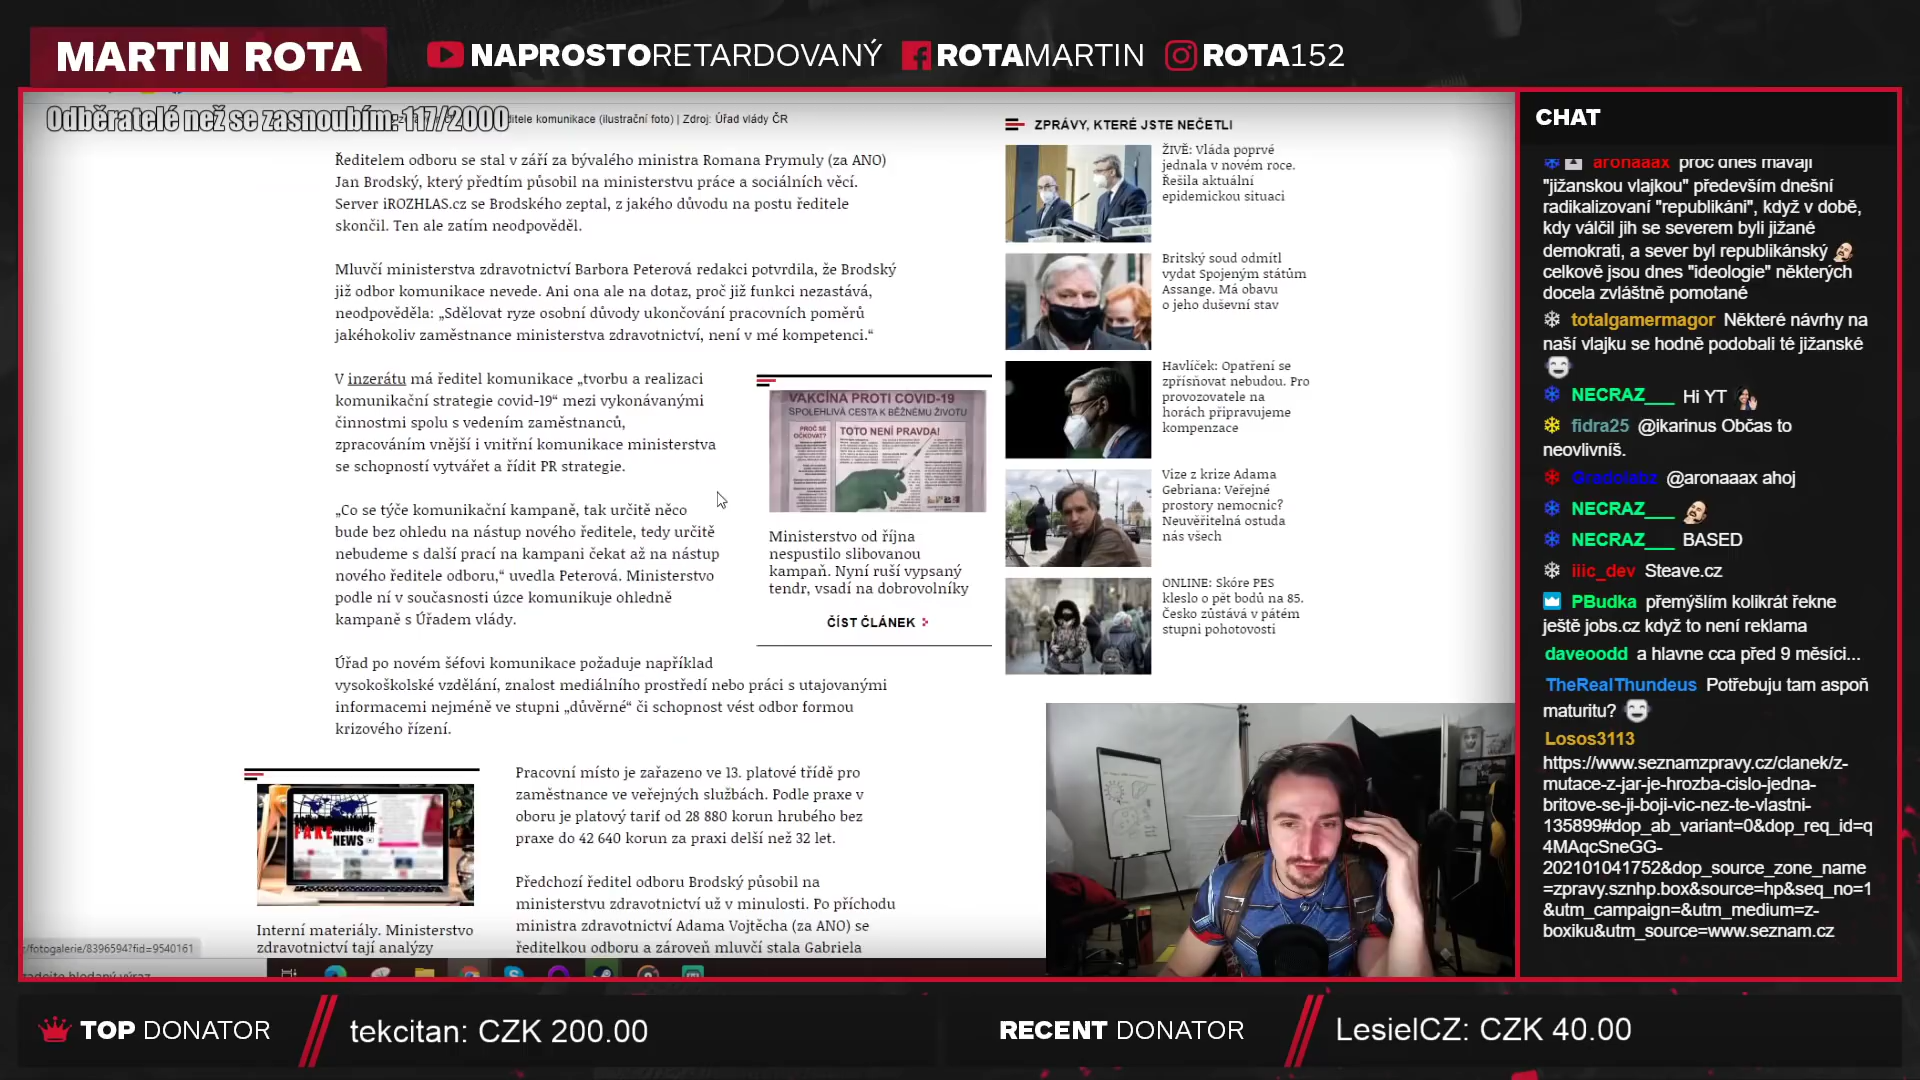 MARTIN ROTA
NAPROSTORETARDOVANÝ
ROTAMARTIN
ROTA152
Odběratelé než se zasnoubím: 117/2000
ditele komunikace (ilustrační foto) | Zdroj: Úřad vlády ČR
Ředitelem odboru se stal v září za bývalého ministra Romana Prymuly (za ANO)
Jan Brodský, který předtím působil na ministerstvu práce a sociálních věcí.
Server iROZHLAS.cz se Brodského zeptal, z jakého důvodu na postu ředitele
skončil. Ten ale zatím neodpověděl.
Mluvčí ministerstva zdravotnictví Barbora Peterová redakci potvrdila, že Brodský
již odbor komunikace nevede. Ani ona ale na dotaz, proč již funkci nezastává,
neodpověděla: „Sdělovat ryze osobní důvody ukončování pracovních poměrů
jakéhokoliv zaměstnance ministerstva zdravotnictví, není v mé kompetenci.“
V inzerátu má ředitel komunikace „tvorbu a realizaci
komunikační strategie covid-19“ mezi vykonávanými
činnostmi spolu s vedením zaměstnanců,
zpracováním vnější i vnitřní komunikace ministerstva
se schopností vytvářet a řídit PR strategie.
„Co se týče komunikační kampaně, tak určitě něco
bude bez ohledu na nástup nového ředitele, tedy určitě
nebudeme s další prací na kampani čekat až na nástup
nového ředitele odboru,“ uvedla Peterová. Ministerstvo
podle ní v současnosti úzce komunikuje ohledně
kampaně s Úřadem vlády.
Úřad po novém šéfovi komunikace požaduje například
vysokoškolské vzdělání, znalost mediálního prostředí nebo práci s utajovanými
informacemi nejméně ve stupni „důvěrné“ či schopnost vést odbor formou
krizového řízení.
Pracovní místo je zařazeno ve 13. platové třídě pro
zaměstnance ve veřejných službách. Podle praxe v
oboru je platový tarif od 28 880 korun hrubého bez
praxe do 42 640 korun za praxi delší než 32 let.
Předchozí ředitel odboru Brodský působil na
ministerstvu zdravotnictví už v minulosti. Po příchodu
ministra zdravotnictví Adama Vojtěcha (za ANO) se
ředitelkou odboru a zároveň mluvčí stala Gabriela
VAKCÍNA PROTI COVID-19
SPOLEHLIVÁ CESTA K BĚŽNÉMU ŽIVOTU
PROČ SE
OČKOVAT?
TOTO NENÍ PRAVDA!
Ministerstvo od října
nespustilo slibovanou
kampaň. Nyní ruší vypsaný
tendr, vsadí na dobrovolníky
ČÍST ČLÁNEK
FAKE
NEWS
Interní materiály. Ministerstvo
zdravotnictví tají analýzy
/fotogalerie/8396594?fid=9540161
zadejte hledaný výraz
ZPRÁVY, KTERÉ JSTE NEČETLI
ŽIVĚ: Vláda poprvé
jednala v novém roce.
Řešila aktuální
epidemickou situaci
Britský soud odmítl
vydat Spojeným státům
Assange. Má obavu
o jeho duševní stav
Havlíček: Opatření se
zpřísňovat nebudou. Pro
provozovatele na
horách připravujeme
kompenzace
Vize z krize Adama
Gebriana: Veřejné
prostory nemocnic?
Neuvěřitelná ostuda
nás všech
ONLINE: Skóre PES
kleslo o pět bodů na 85.
Česko zůstává v pátém
stupni pohotovosti
CHAT
aronaaax proč dnes mávají
"jižanskou vlajkou" především dnešní
radikalizovaní "republikáni", když v době,
kdy válčil jih se severem byli jižané
demokrati, a sever byl republikánský
celkově jsou dnes "ideologie" některých
docela zvláštně pomotané
totalgamermagor Některé návrhy na
naší vlajku se hodně podobali té jižanské
NECRAZ___ Hi YT
fidra25 @ikarinus Občas to
neovlivníš.
@aronaaax ahoj
NECRAZ___
NECRAZ___ BASED
iiic_dev Steave.cz
PBudka přemýšlím kolikrát řekne
ještě jobs.cz když to není reklama
daveoodd a hlavne cca před 9 měsíci...
TheRealThundeus Potřebuju tam aspoň
maturitu?
Losos3113
https://www.seznamzpravy.cz/clanek/z-
mutace-z-jar-je-hrozba-cislo-jedna-
britove-se-ji-boji-vic-nez-te-vlastni-
135899#dop_ab_variant=0&dop_req_id=q
4MAqcSneGG-
202101041752&dop_source_zone_name
=zpravy.sznhp.box&source=hp&seq_no=1
&utm_campaign=&utm_medium=z-
boxiku&utm_source=www.seznam.cz
TOP DONATOR
tekcitan: CZK 200.00
RECENT DONATOR
LesielCZ: CZK 40.00